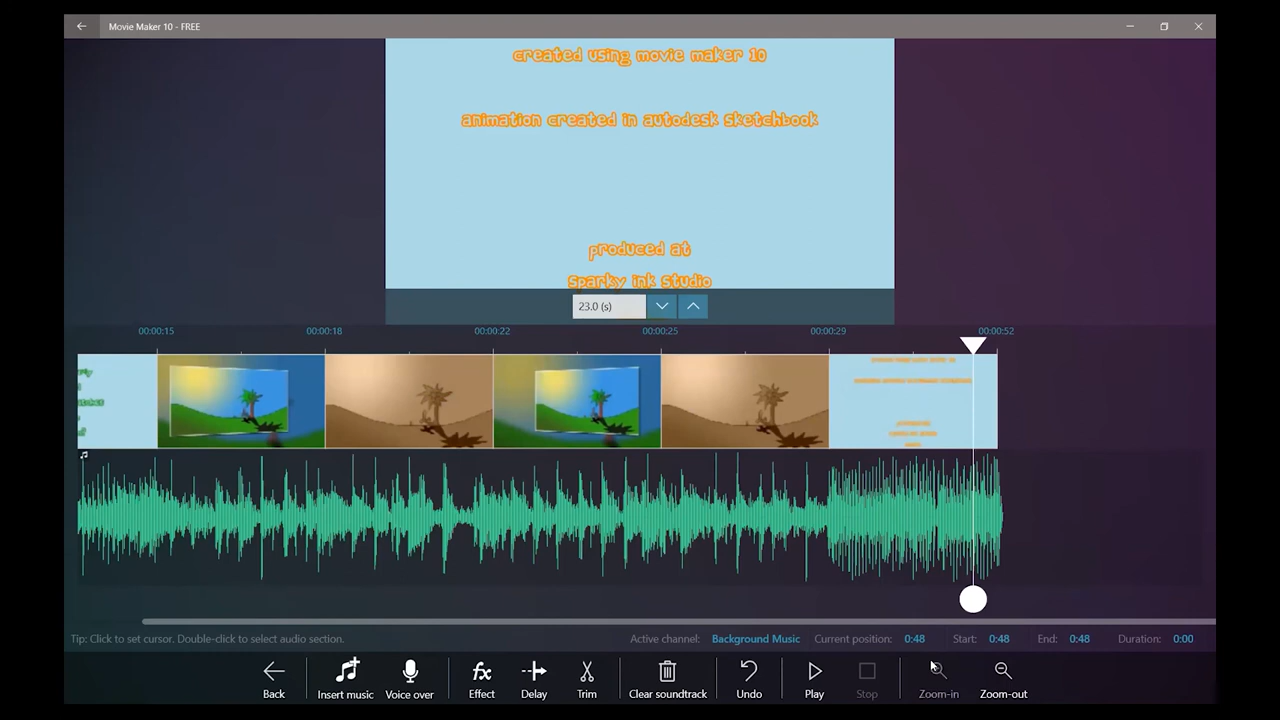 Movie Maker 10 - FREE
created using movie maker 10
animation created in autodesk sketchbook
produced at
sparky ink studio
23.0 (s)
00:00:15 00:00:18 00:00:22 00:00:25 00:00:29 00:00:52
Tip: Click to set cursor. Double-click to select audio section. Active channel: Background Music Current position: 0:48 Start: 0:48 End: 0:48 Duration: 0:00
Back Insert music Voice over Effect Delay Trim Clear soundtrack Undo Play Stop Zoom-in Zoom-out